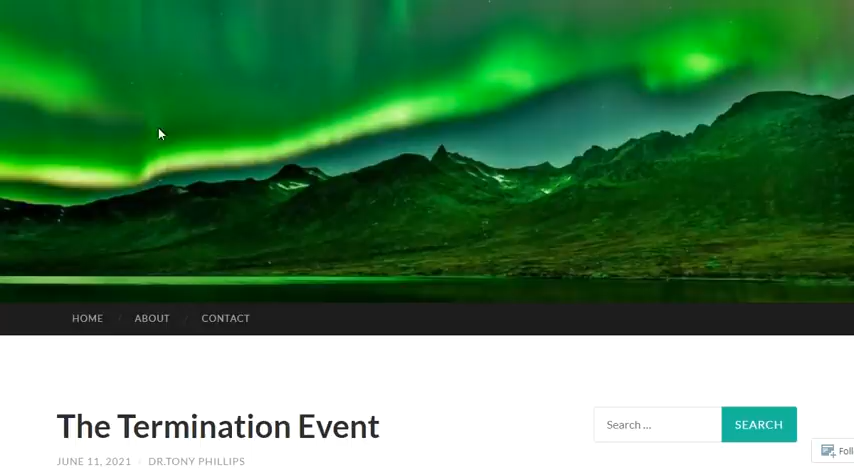 HOME / ABOUT / CONTACT
The Termination Event
JUNE 11, 2021 / DR.TONY PHILLIPS
Search ...
SEARCH